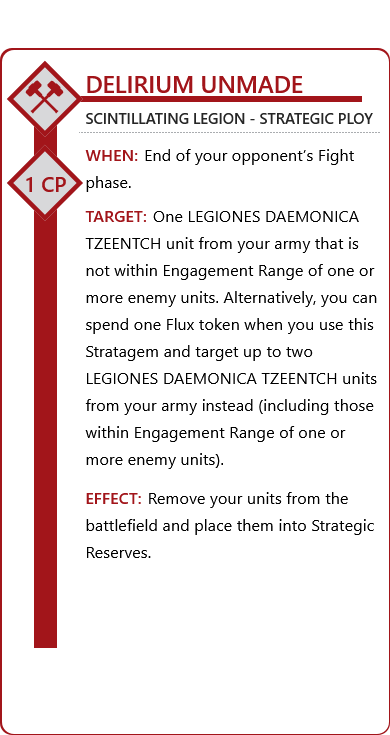 DELIRIUM UNMADE
SCINTILLATING LEGION - STRATEGIC PLOY
1 CP
WHEN: End of your opponent’s Fight
phase.
TARGET: One LEGIONES DAEMONICA
TZEENTCH unit from your army that is
not within Engagement Range of one or
more enemy units. Alternatively, you can
spend one Flux token when you use this
Stratagem and target up to two
LEGIONES DAEMONICA TZEENTCH units
from your army instead (including those
within Engagement Range of one or
more enemy units).
EFFECT: Remove your units from the
battlefield and place them into Strategic
Reserves.